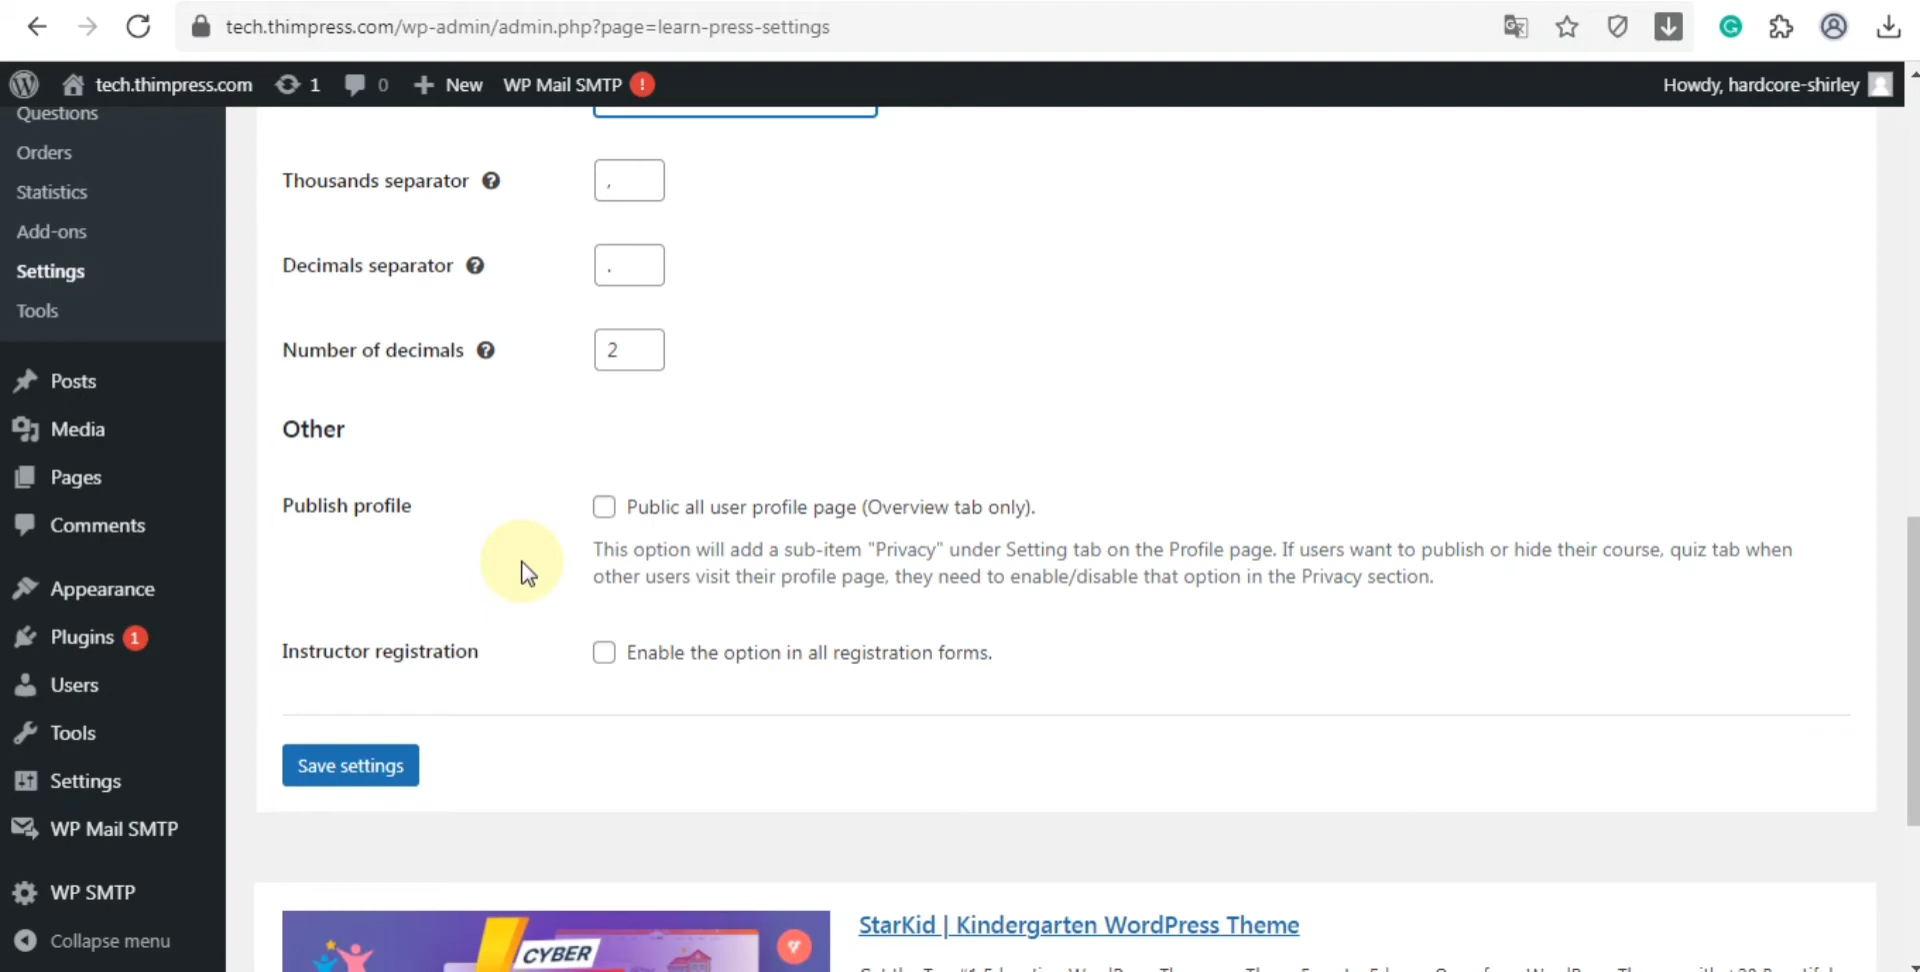 tech.thimpress.com/wp-admin/admin.php?page=learn-press-settings
tech.thimpress.com 1 0 New WP Mail SMTP ! Howdy, hardcore-shirley
Questions
Orders
Statistics
Add-ons
Settings
Tools
Posts
Media
Pages
Comments
Appearance
Plugins 1
Users
Tools
Settings
WP Mail SMTP
WP SMTP
Collapse menu
Thousands separator ? ,
Decimals separator ? .
Number of decimals ? 2
Other
Publish profile Public all user profile page (Overview tab only).
This option will add a sub-item "Privacy" under Setting tab on the Profile page. If users want to publish or hide their course, quiz tab when
other users visit their profile page, they need to enable/disable that option in the Privacy section.
Instructor registration Enable the option in all registration forms.
Save settings
CYBER
StarKid | Kindergarten WordPress Theme